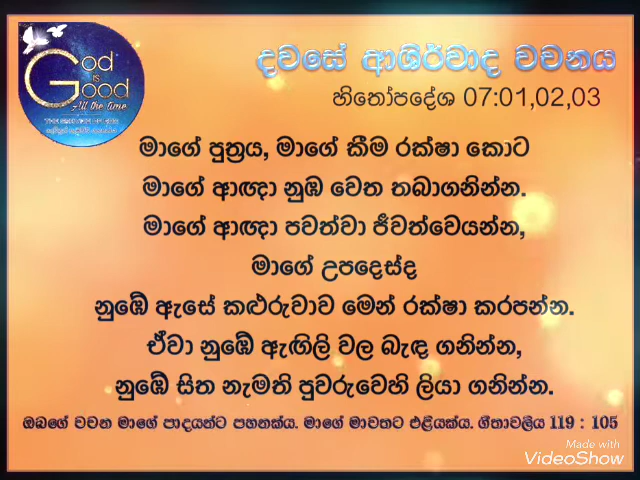 God
is
Good
All the time
දවසේ ආශිර්වාද වචනය
හිතෝපදේශ 07:01,02,03
මාගේ පුත්‍රය, මාගේ කීම රක්ෂා කොට
මාගේ ආඥා නුඹ වෙත තබාගනින්න.
මාගේ ආඥා පවත්වා ජීවත්වෙයන්න,
මාගේ උපදෙස්ද
නුඹේ ඇසේ කළුරුවාව මෙන් රක්ෂා කරපන්න.
ඒවා නුඹේ ඇඟිලි වල බැඳ ගනින්න,
නුඹේ සිත නැමති පුවරුවෙහි ලියා ගනින්න.
ඔබගේ වචන මාගේ පාදයන්ට පහනක්ය. මාගේ මාවතට එළියක්ය. ගීතාවලිය 119 : 105
Made with
VideoShow